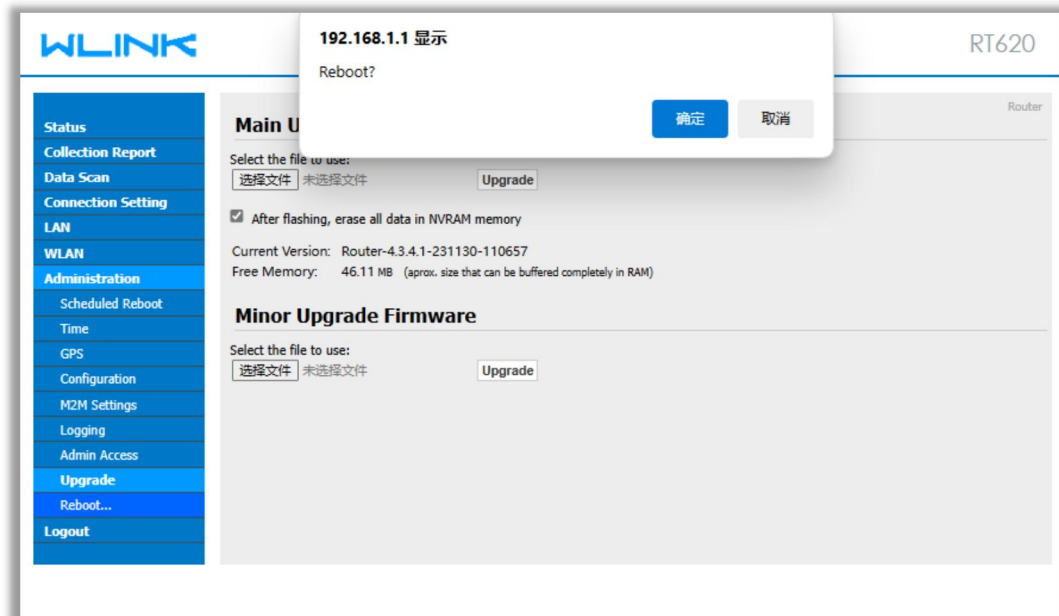 WLINK
RT620
192.168.1.1 显示
Reboot?
确定 取消
Router
Status
Collection Report
Data Scan
Connection Setting
LAN
WLAN
Administration
Scheduled Reboot
Time
GPS
Configuration
M2M Settings
Logging
Admin Access
Upgrade
Reboot...
Logout
Main U
Select the file to use:
选择文件 未选择文件 Upgrade
After flashing, erase all data in NVRAM memory
Current Version: Router-4.3.4.1-231130-110657
Free Memory: 46.11 MB (aprox. size that can be buffered completely in RAM)
Minor Upgrade Firmware
Select the file to use:
选择文件 未选择文件 Upgrade